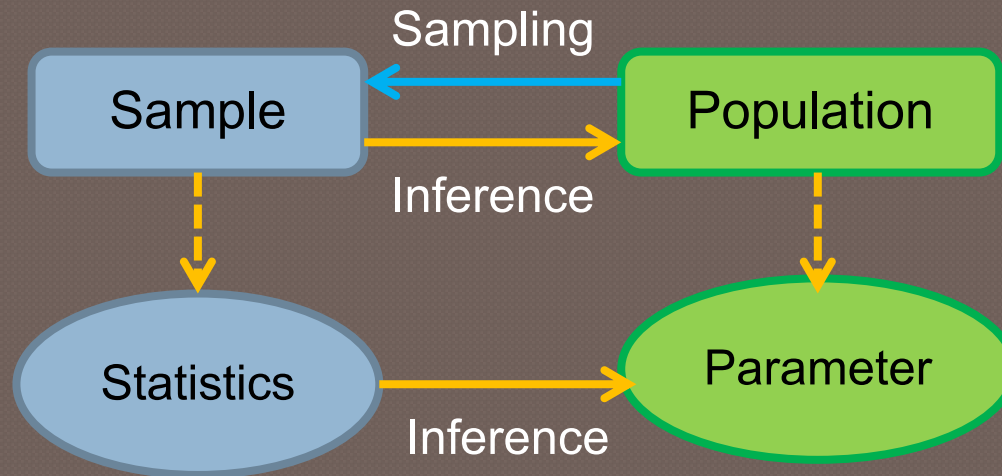 Sampling
Sample
Population
Inference
Statistics
Parameter
Inference